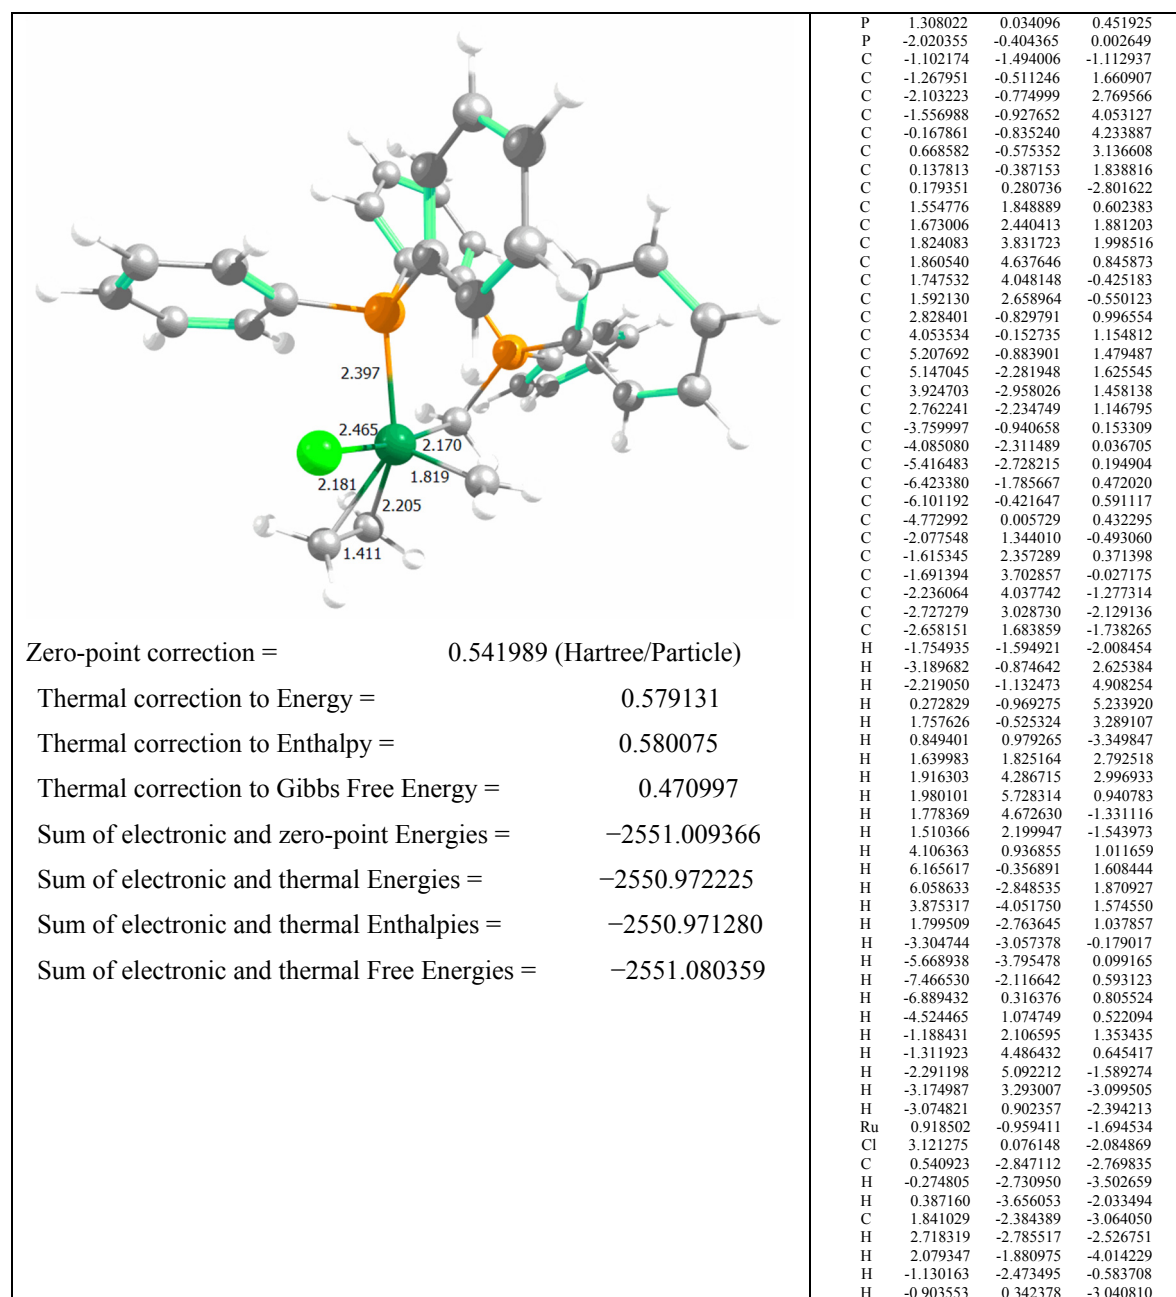 2.397
2.465
2.170
2.181
1.819
2.205
1.411
Zero-point correction = 0.541989 (Hartree/Particle)
Thermal correction to Energy = 0.579131
Thermal correction to Enthalpy = 0.580075
Thermal correction to Gibbs Free Energy = 0.470997
Sum of electronic and zero-point Energies = −2551.009366
Sum of electronic and thermal Energies = −2550.972225
Sum of electronic and thermal Enthalpies = −2550.971280
Sum of electronic and thermal Free Energies = −2551.080359
P 1.308022 0.034096 0.451925
P -2.020355 -0.404365 0.002649
C -1.102174 -1.494006 -1.112937
C -1.267951 -0.511246 1.660907
C -2.103223 -0.774999 2.769566
C -1.556988 -0.927652 4.053127
C -0.167861 -0.835240 4.233887
C 0.668582 -0.575352 3.136608
C 0.137813 -0.387153 1.838816
C 0.179351 0.280736 -2.801622
C 1.554776 1.848889 0.602383
C 1.673006 2.440413 1.881203
C 1.824083 3.831723 1.998516
C 1.860540 4.637646 0.845873
C 1.747532 4.048148 -0.425183
C 1.592130 2.658964 -0.550123
C 2.828401 -0.829791 0.996554
C 4.053534 -0.152735 1.154812
C 5.207692 -0.883901 1.479487
C 5.147045 -2.281948 1.625545
C 3.924703 -2.958026 1.458138
C 2.762241 -2.234749 1.146795
C -3.759997 -0.940658 0.153309
C -4.085080 -2.311489 0.036705
C -5.416483 -2.728215 0.194904
C -6.423380 -1.785667 0.472020
C -6.101192 -0.421647 0.591117
C -4.772992 0.005729 0.432295
C -2.077548 1.344010 -0.493060
C -1.615345 2.357289 0.371398
C -1.691394 3.702857 -0.027175
C -2.236064 4.037742 -1.277314
C -2.727279 3.028730 -2.129136
C -2.658151 1.683859 -1.738265
H -1.754935 -1.594921 -2.008454
H -3.189682 -0.874642 2.625384
H -2.219050 -1.132473 4.908254
H 0.272829 -0.969275 5.233920
H 1.757626 -0.525324 3.289107
H 0.849401 0.979265 -3.349847
H 1.639983 1.825164 2.792518
H 1.916303 4.286715 2.996933
H 1.980101 5.728314 0.940783
H 1.778369 4.672630 -1.331116
H 1.510366 2.199947 -1.543973
H 4.106363 0.936855 1.011659
H 6.165617 -0.356891 1.608444
H 6.058633 -2.848535 1.870927
H 3.875317 -4.051750 1.574550
H 1.799509 -2.763645 1.037857
H -3.304744 -3.057378 -0.179017
H -5.668938 -3.795478 0.099165
H -7.466530 -2.116642 0.593123
H -6.889432 0.316376 0.805524
H -4.524465 1.074749 0.522094
H -1.188431 2.106595 1.353435
H -1.311923 4.486432 0.645417
H -2.291198 5.092212 -1.589274
H -3.174987 3.293007 -3.099505
H -3.074821 0.902357 -2.394213
Ru 0.918502 -0.959411 -1.694534
Cl 3.121275 0.076148 -2.084869
C 0.540923 -2.847112 -2.769835
H -0.274805 -2.730950 -3.502659
H 0.387160 -3.656053 -2.033494
C 1.841029 -2.384389 -3.064050
H 2.718319 -2.785517 -2.526751
H 2.079347 -1.880975 -4.014229
H -1.130163 -2.473495 -0.583708
H -0.903553 0.342378 -3.040810